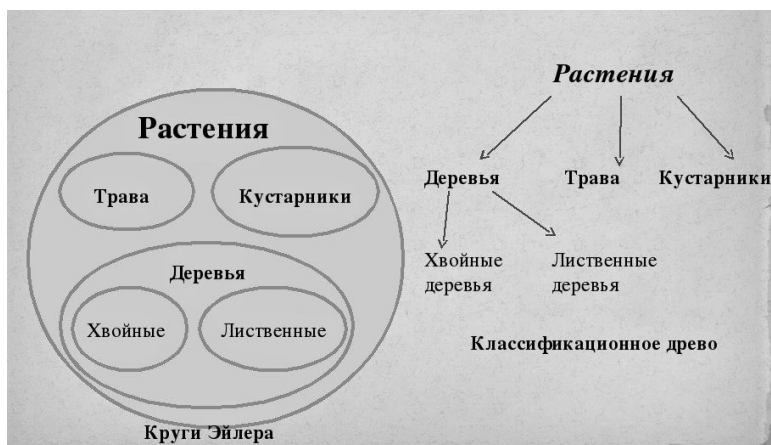 Растения
Трава
Кустарники
Деревья
Хвойные
Лиственные
Круги Эйлера
Растения
Деревья
Трава
Кустарники
Хвойные
деревья
Лиственные
деревья
Классификационное древо